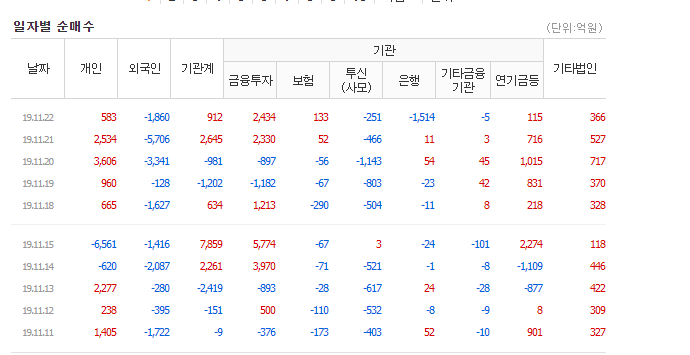 일자별 순매수 (단위:억원)
날짜 개인 외국인 기관계 기관 기타법인
금융투자 보험 투신 (사모) 은행 기타금융 기관 연기금등
19.11.22 583 -1,860 912 2,434 133 -251 -1,514 -5 115 366
19.11.21 2,534 -5,706 2,645 2,330 52 -466 11 3 716 527
19.11.20 3,606 -3,341 -981 -897 -56 -1,143 54 45 1,015 717
19.11.19 960 -128 -1,202 -1,182 -67 -803 -23 42 831 370
19.11.18 665 -1,627 634 1,213 -290 -504 -11 8 218 328
19.11.15 -6,561 -1,416 7,859 5,774 -67 3 -24 -101 2,274 118
19.11.14 -620 -2,087 2,261 3,970 -71 -521 -1 -8 -1,109 446
19.11.13 2,277 -280 -2,419 -893 -28 -617 24 -28 -877 422
19.11.12 238 -395 -151 500 -110 -532 -8 -9 8 309
19.11.11 1,405 -1,722 -9 -376 -173 -403 52 -10 901 327